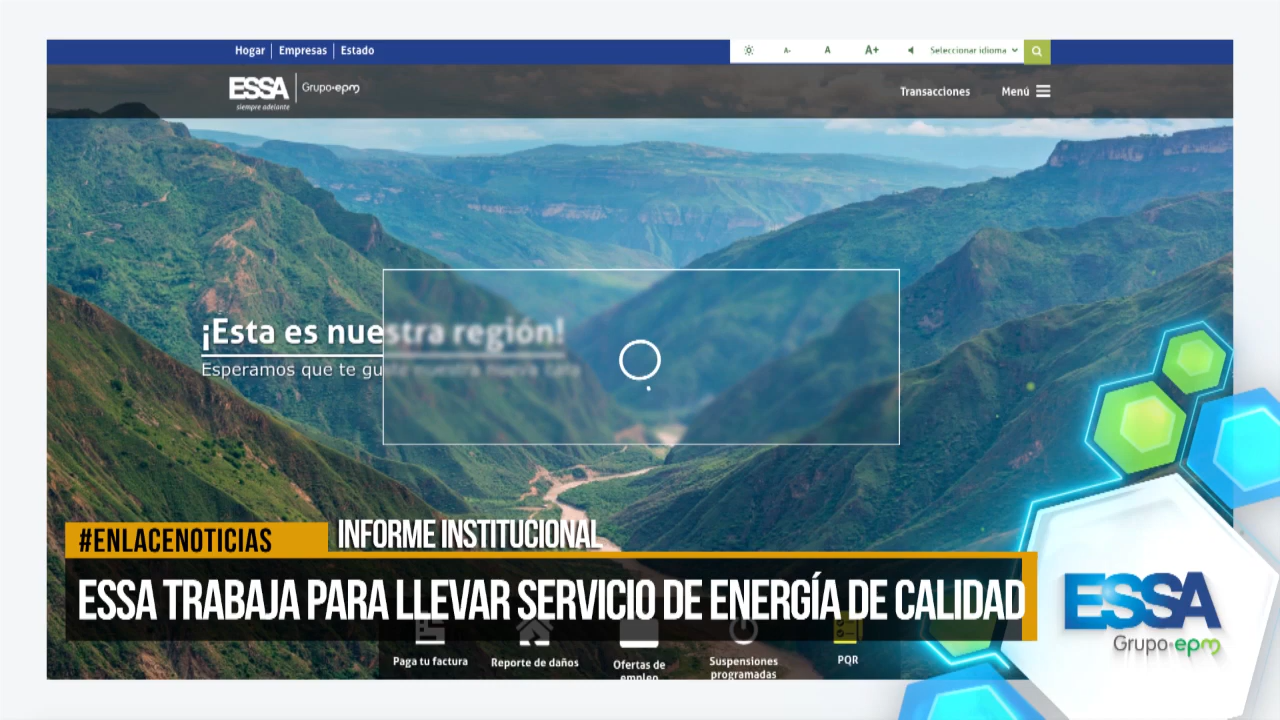 Hogar Empresas Estado
A- A A+ Seleccionar idioma
ESSA Grupo·epm
siempre adelante
Transacciones Menú
¡Esta es nuestra región!
Esperamos que te guste nuestra nueva
#ENLACENOTICIAS
INFORME INSTITUCIONAL
ESSA TRABAJA PARA LLEVAR SERVICIO DE ENERGÍA DE CALIDAD
Paga tu factura
Reporte de daños
Ofertas de
empleo
Suspensiones
programadas
PQR
ESSA
Grupo·epm